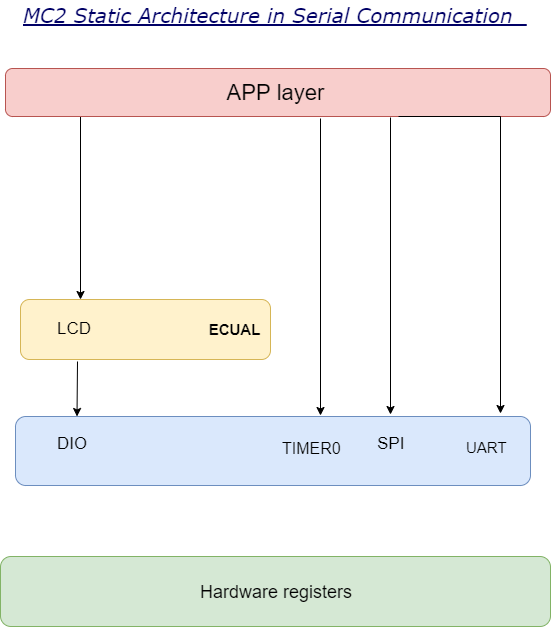 MC2 Static Architecture in Serial Communication
APP layer
LCD
ECUAL
DIO
TIMER0
SPI
UART
Hardware registers